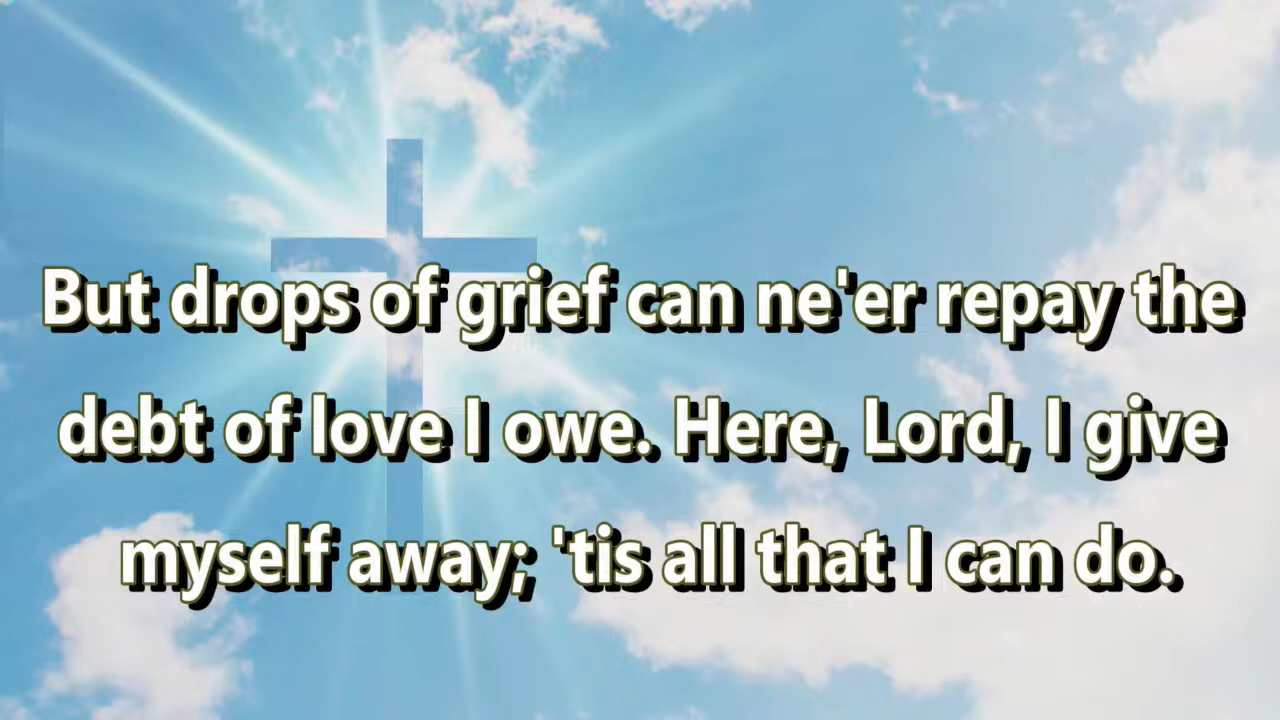 But drops of grief can ne'er repay the
debt of love I owe. Here, Lord, I give
myself away; 'tis all that I can do.